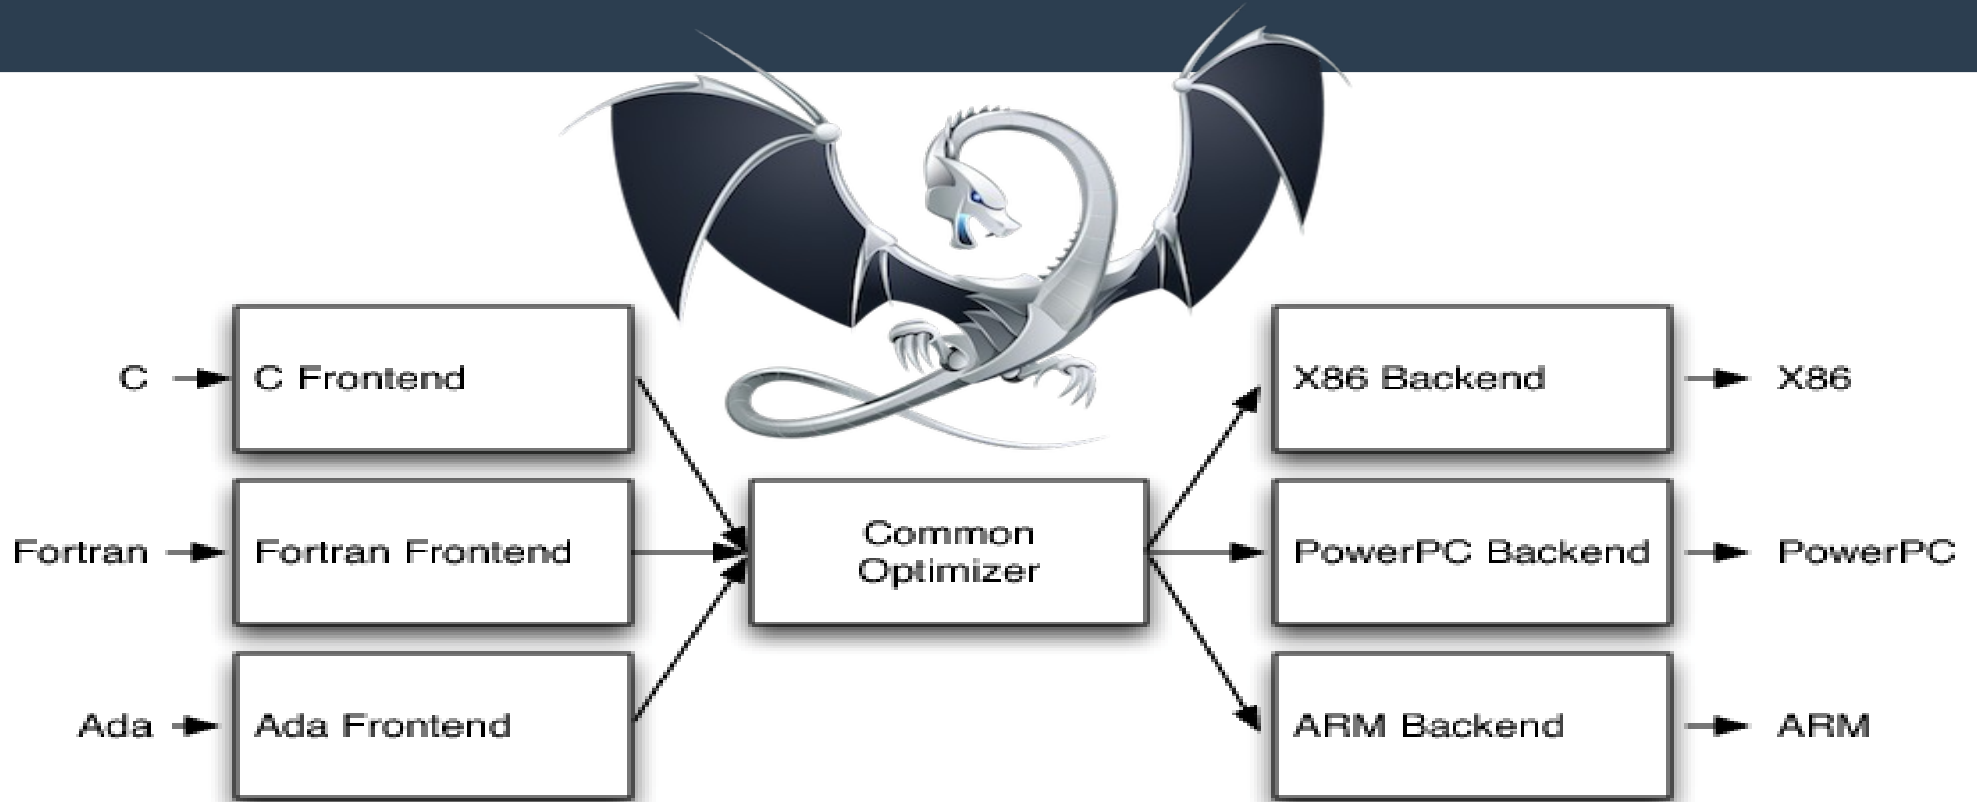 C
C Frontend
X86 Backend
X86
Fortran
Fortran Frontend
Common
Optimizer
PowerPC Backend
PowerPC
Ada
Ada Frontend
ARM Backend
ARM